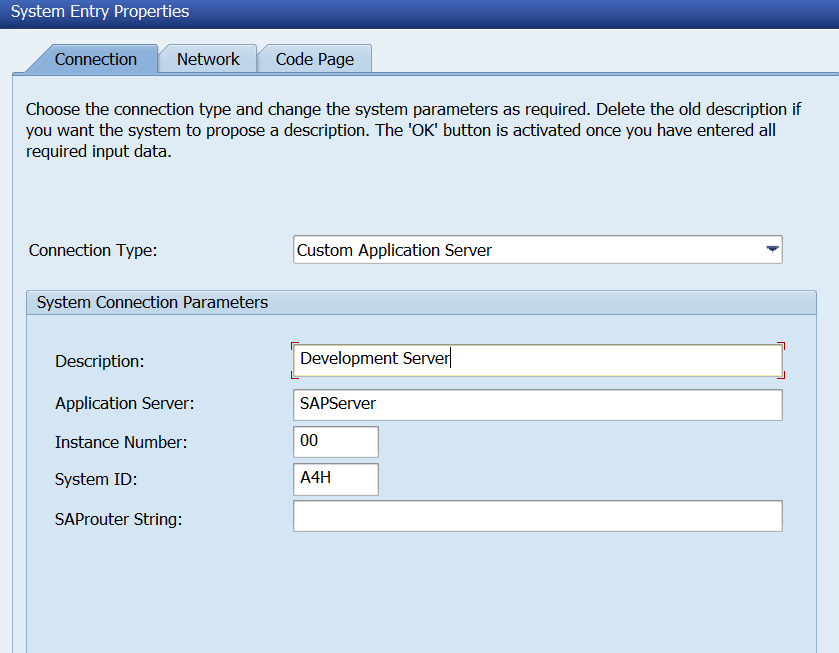 System Entry Properties
Connection Network Code Page
Choose the connection type and change the system parameters as required. Delete the old description if
you want the system to propose a description. The 'OK' button is activated once you have entered all
required input data.
Connection Type: Custom Application Server
System Connection Parameters
Description: Development Server
Application Server: SAPServer
Instance Number: 00
System ID: A4H
SAProuter String: